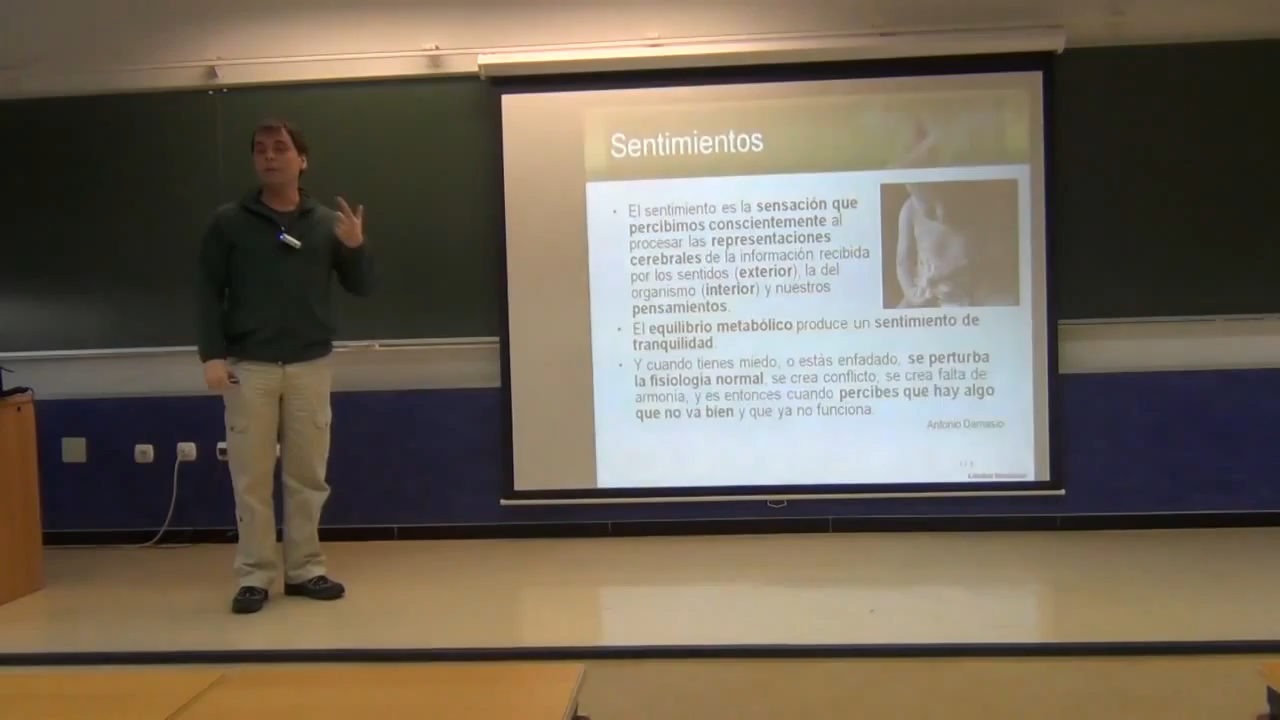 Sentimientos
• El sentimiento es la sensación que
percibimos conscientemente al
procesar las representaciones
cerebrales de la información recibida
por los sentidos (exterior), la del
organismo (interior) y nuestros
pensamientos.
• El equilibrio metabólico produce un sentimiento de
tranquilidad.
• Y cuando tienes miedo, o estás enfadado, se perturba
la fisiología normal, se crea conflicto, se crea falta de
armonía, y es entonces cuando percibes que hay algo
que no va bien y que ya no funciona.
Antonio Damasio